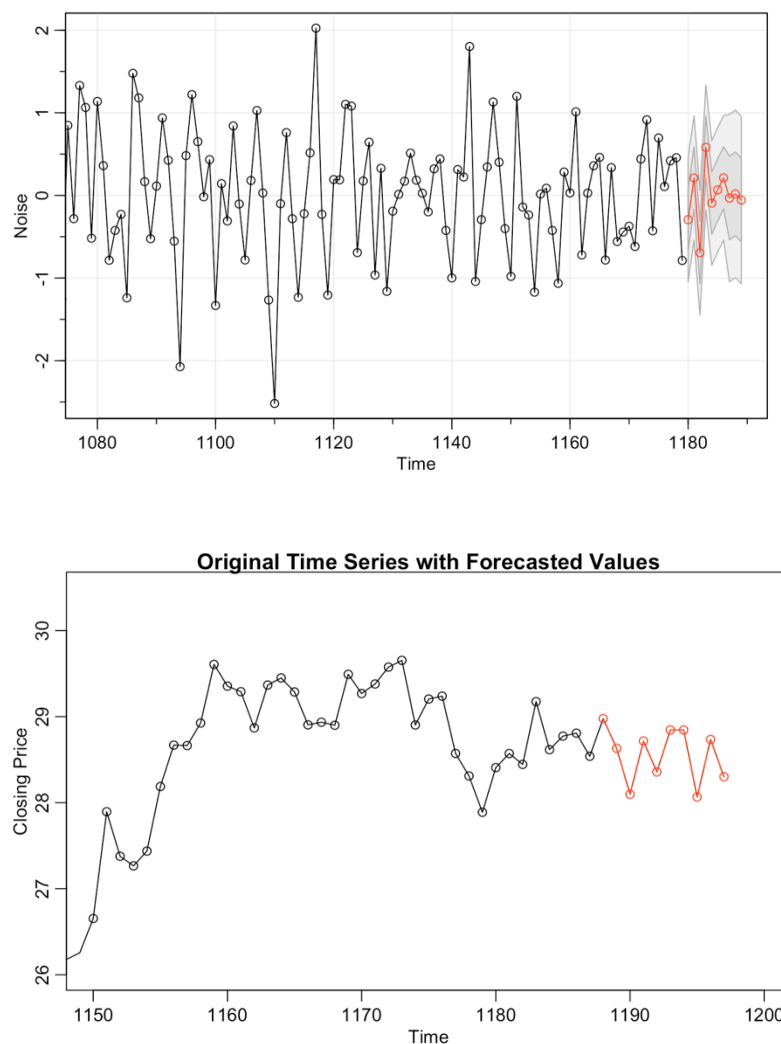 2
1
0
-1
-2
Noise
1080 1100 1120 1140 1160 1180
Time
Original Time Series with Forecasted Values
30
29
28
27
26
Closing Price
1150 1160 1170 1180 1190 1200
Time